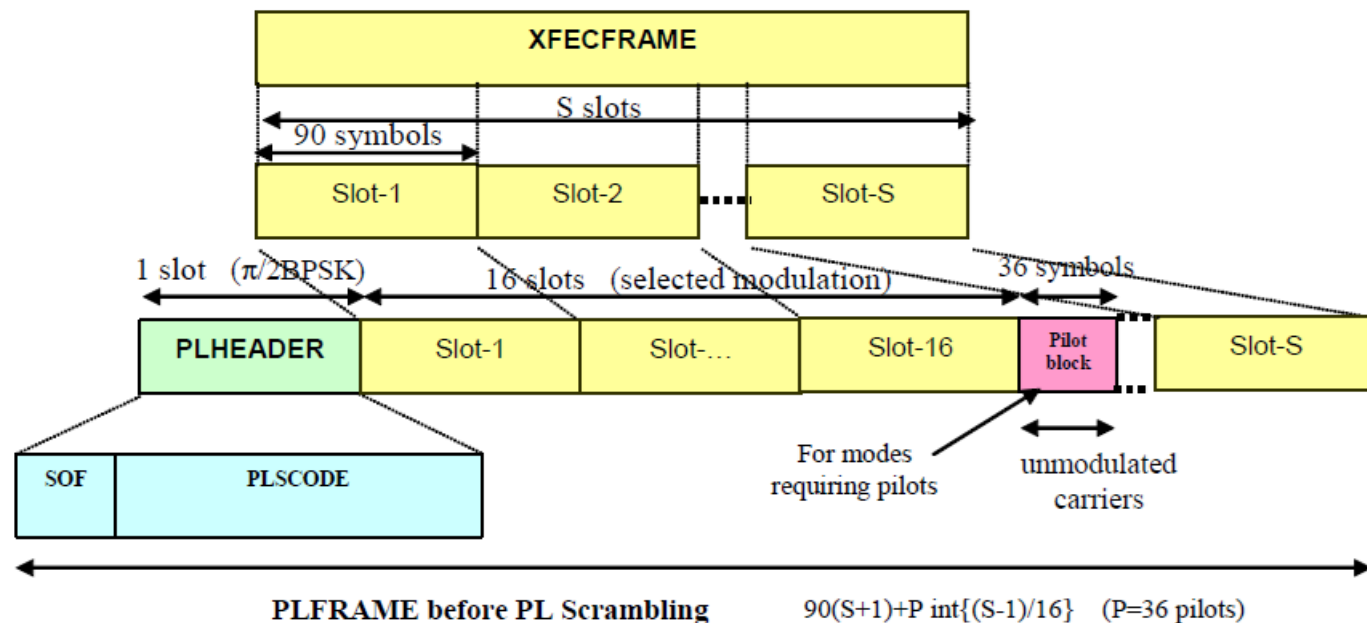 XFECFRAME
S slots
90 symbols
Slot-1
Slot-2
Slot-S
1 slot (π/2BPSK)
16 slots (selected modulation)
36 symbols
PLHEADER
Slot-1
Slot-...
Slot-16
Pilot
block
Slot-S
SOF
PLSCODE
For modes
requiring pilots
unmodulated
carriers
PLFRAME before PL Scrambling 90(S+1)+P int{(S-1)/16} (P=36 pilots)